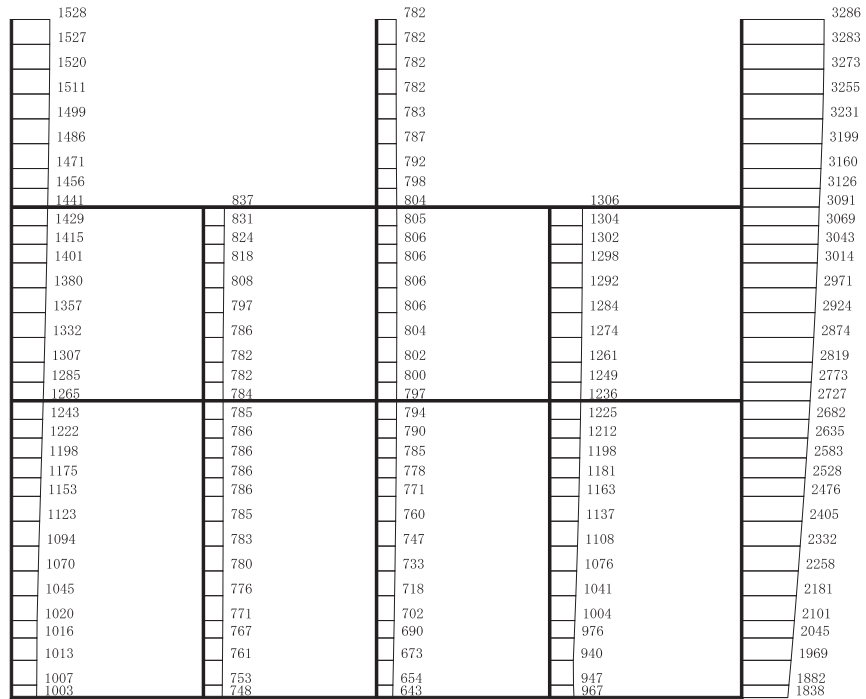 1528 782 3286
1527 782 3283
1520 782 3273
1511 782 3255
1499 783 3231
1486 787 3199
1471 792 3160
1456 798 3126
1441 837 804 1306 3091
1429 831 805 1304 3069
1415 824 806 1302 3043
1401 818 806 1298 3014
1380 808 806 1292 2971
1357 797 806 1284 2924
1332 786 804 1274 2874
1307 782 802 1261 2819
1285 782 800 1249 2773
1265 784 797 1236 2727
1243 785 794 1225 2682
1222 786 790 1212 2635
1198 786 785 1198 2583
1175 786 778 1181 2528
1153 786 771 1163 2476
1123 785 760 1137 2405
1094 783 747 1108 2332
1070 780 733 1076 2258
1045 776 718 1041 2181
1020 771 702 1004 2101
1016 767 690 976 2045
1013 761 673 940 1969
1007 753 654 947 1882
1003 748 643 967 1838